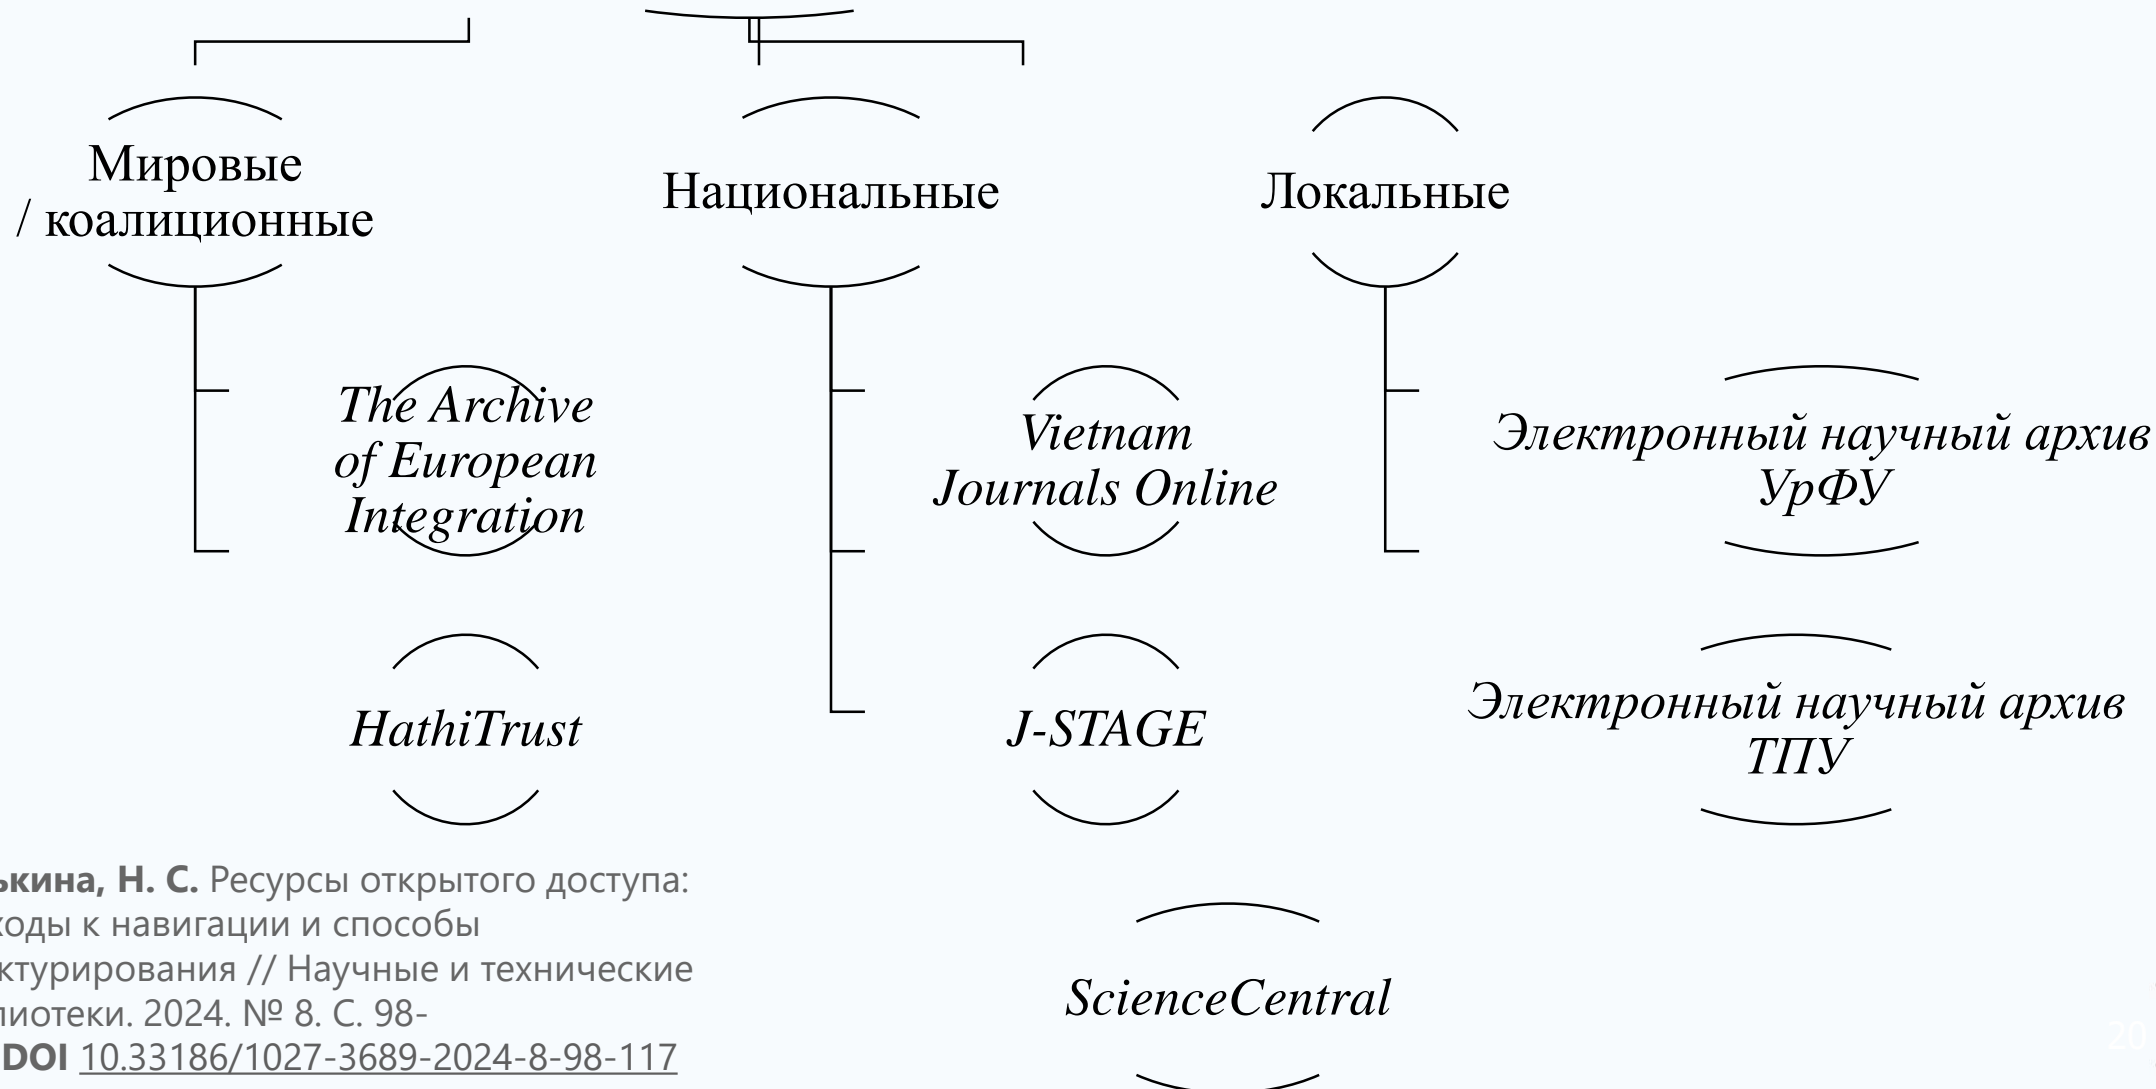 Мировые
/ коалиционные
Национальные
Локальные
The Archive
of European
Integration
HathiTrust
Vietnam
Journals Online
J-STAGE
ScienceCentral
Электронный научный архив
УрФУ
Электронный научный архив
ТПУ
ькина, Н. С. Ресурсы открытого доступа:
ходы к навигации и способы
ктурирования // Научные и технические
лиотеки. 2024. № 8. С. 98-
DOI 10.33186/1027-3689-2024-8-98-117
20